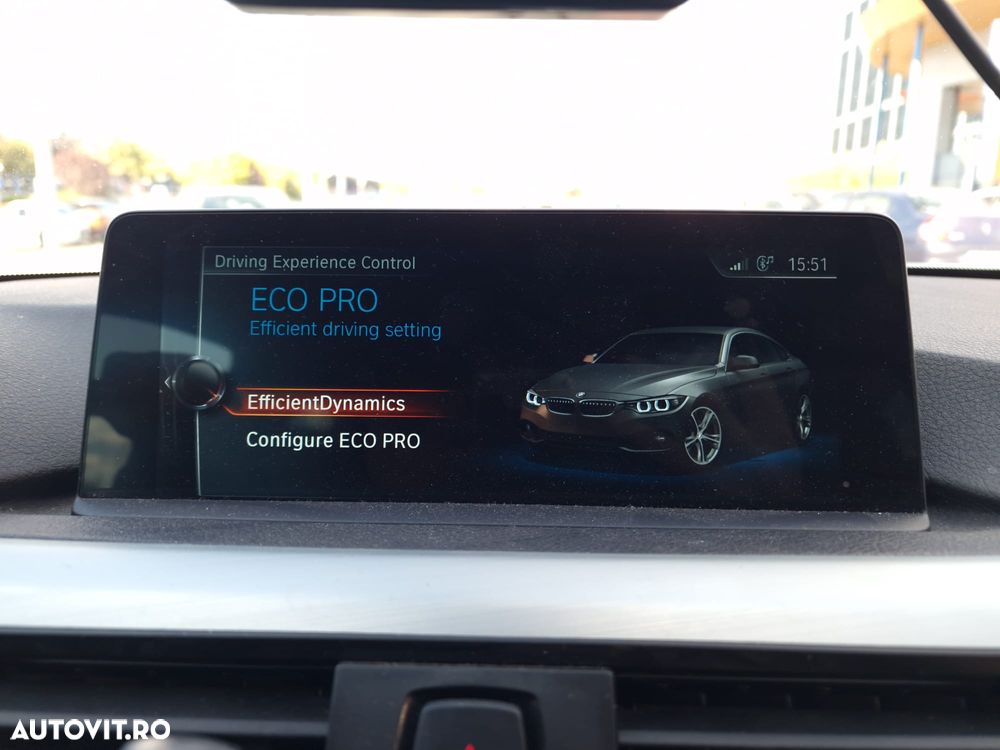 Driving Experience Control
15:51
ECO PRO
Efficient driving setting
EfficientDynamics
Configure ECO PRO
AUTOVIT.RO